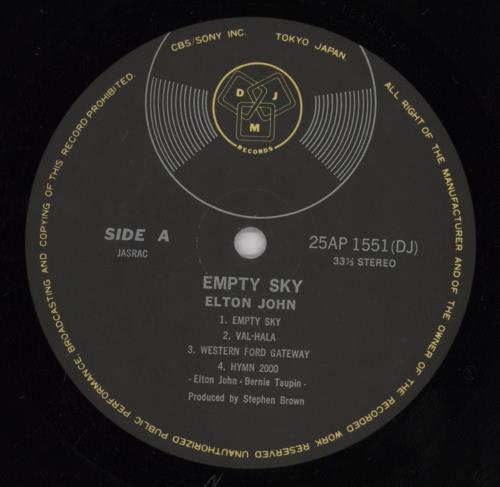 ALL RIGHT OF THE MANUFACTURER AND OF THE OWNER OF THE RECORDED WORK RESERVED UNAUTHORIZED PUBLIC PERFORMANCE, BROADCASTING AND COPYING OF THIS RECORD PROHIBITED.
CBS/SONY INC. TOKYO JAPAN.
D J
M
RECORDS
SIDE A
JASRAC
25AP 1551(DJ)
33⅓ STEREO
EMPTY SKY
ELTON JOHN
1. EMPTY SKY
2. VAL-HALA
3. WESTERN FORD GATEWAY
4. HYMN 2000
- Elton John - Bernie Taupin -
Produced by Stephen Brown